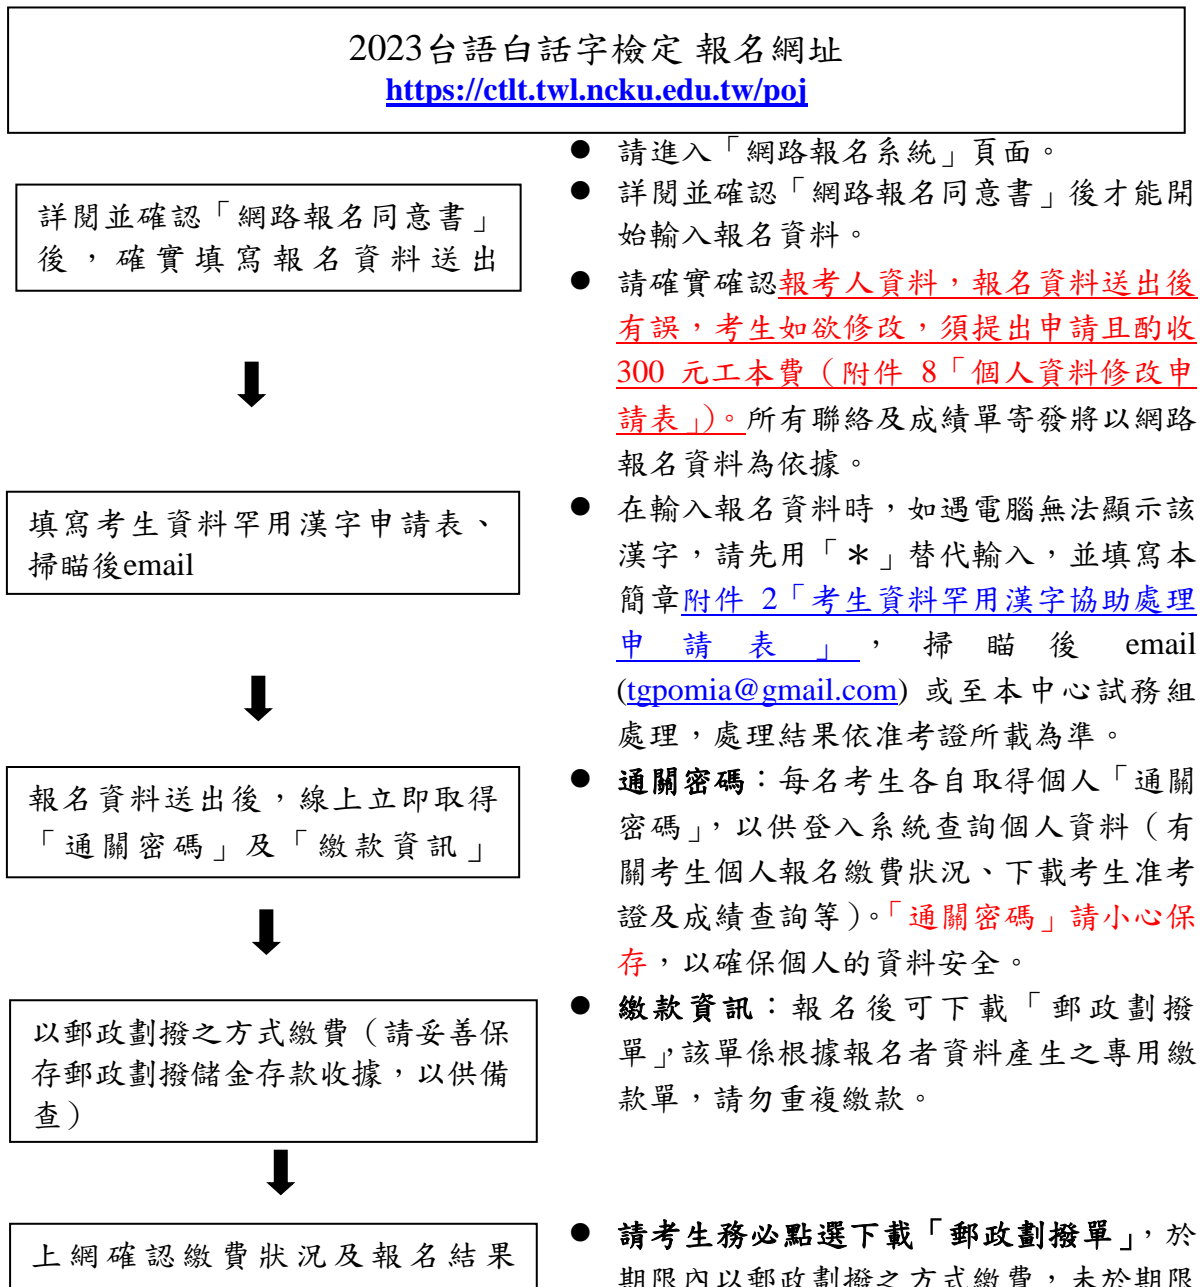 2023台語白話字檢定 報名網址
https://ctlt.twl.ncku.edu.tw/poj
詳閱並確認「網路報名同意書」
後，確實填寫報名資料送出
填寫考生資料罕用漢字申請表、
掃瞄後email
報名資料送出後，線上立即取得
「通關密碼」及「繳款資訊」
以郵政劃撥之方式繳費（請妥善保
存郵政劃撥儲金存款收據，以供備
查）
上網確認繳費狀況及報名結果
● 請進入「網路報名系統」頁面。
● 詳閱並確認「網路報名同意書」後才能開
始輸入報名資料。
● 請確實確認報考人資料，報名資料送出後
有誤，考生如欲修改，須提出申請且酌收
300 元工本費（附件 8「個人資料修改申
請表」）。所有聯絡及成績單寄發將以網路
報名資料為依據。
● 在輸入報名資料時，如遇電腦無法顯示該
漢字，請先用「＊」替代輸入，並填寫本
簡章附件 2「考生資料罕用漢字協助處理
申請表」，掃瞄後 email
(tgpomia@gmail.com) 或至本中心試務組
處理，處理結果依准考證所載為準。
● 通關密碼：每名考生各自取得個人「通關
密碼」，以供登入系統查詢個人資料（有
關考生個人報名繳費狀況、下載考生准考
證及成績查詢等）。「通關密碼」請小心保
存，以確保個人的資料安全。
● 繳款資訊：報名後可下載「郵政劃撥
單」，該單係根據報名者資料產生之專用繳
款單，請勿重複繳款。
● 請考生務必點選下載「郵政劃撥單」，於
期限內以郵政劃撥之方式繳費，未於期限